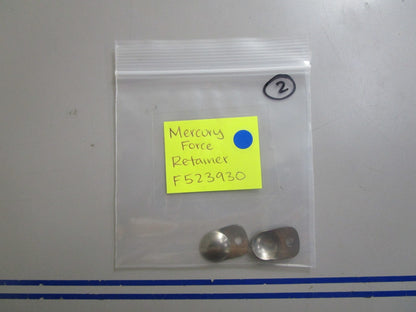 2
Mercury
Force
Retainer
F523930